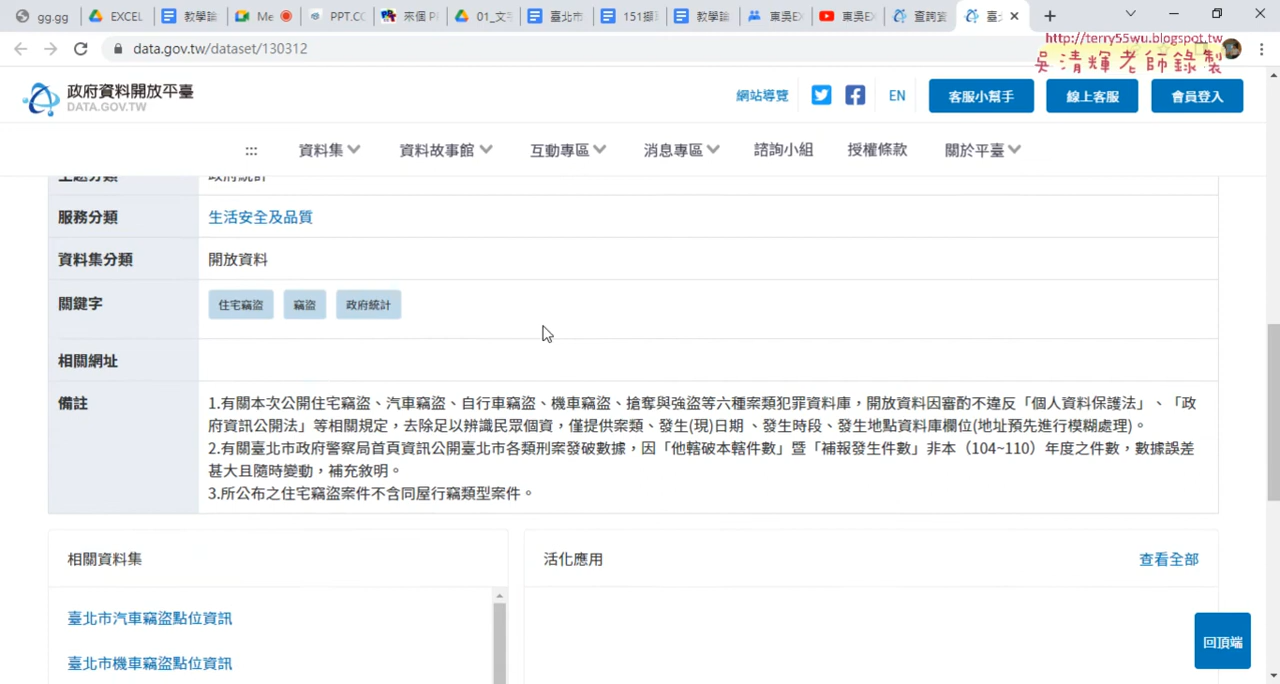 gg.gg
EXCEL
教學論
Me
PPT.CC
來個 P
01_文字
臺北市
151擷
教學論
東吳EX
東吳EX
查詢資
臺
data.gov.tw/dataset/130312
http://terry55wu.blogspot.tw
吳清輝老師錄製
政府資料開放平臺
DATA.GOV.TW
網站導覽
EN
客服小幫手
線上客服
會員登入
:::
資料集
資料故事館
互動專區
消息專區
諮詢小組
授權條款
關於平臺
主題分類 政府統計
服務分類 生活安全及品質
資料集分類 開放資料
關鍵字 住宅竊盜 竊盜 政府統計
相關網址
備註
1.有關本次公開住宅竊盜、汽車竊盜、自行車竊盜、機車竊盜、搶奪與強盜等六種案類犯罪資料庫，開放資料因審酌不違反「個人資料保護法」、「政
府資訊公開法」等相關規定，去除足以辨識民眾個資，僅提供案類、發生(現)日期 、發生時段、發生地點資料庫欄位(地址預先進行模糊處理)。
2.有關臺北市政府警察局首頁資訊公開臺北市各類刑案發破數據，因「他轄破本轄件數」暨「補報發生件數」非本（104~110）年度之件數，數據誤差
甚大且隨時變動，補充敘明。
3.所公布之住宅竊盜案件不含同屋行竊類型案件。
相關資料集
活化應用
查看全部
臺北市汽車竊盜點位資訊
臺北市機車竊盜點位資訊
回頂端